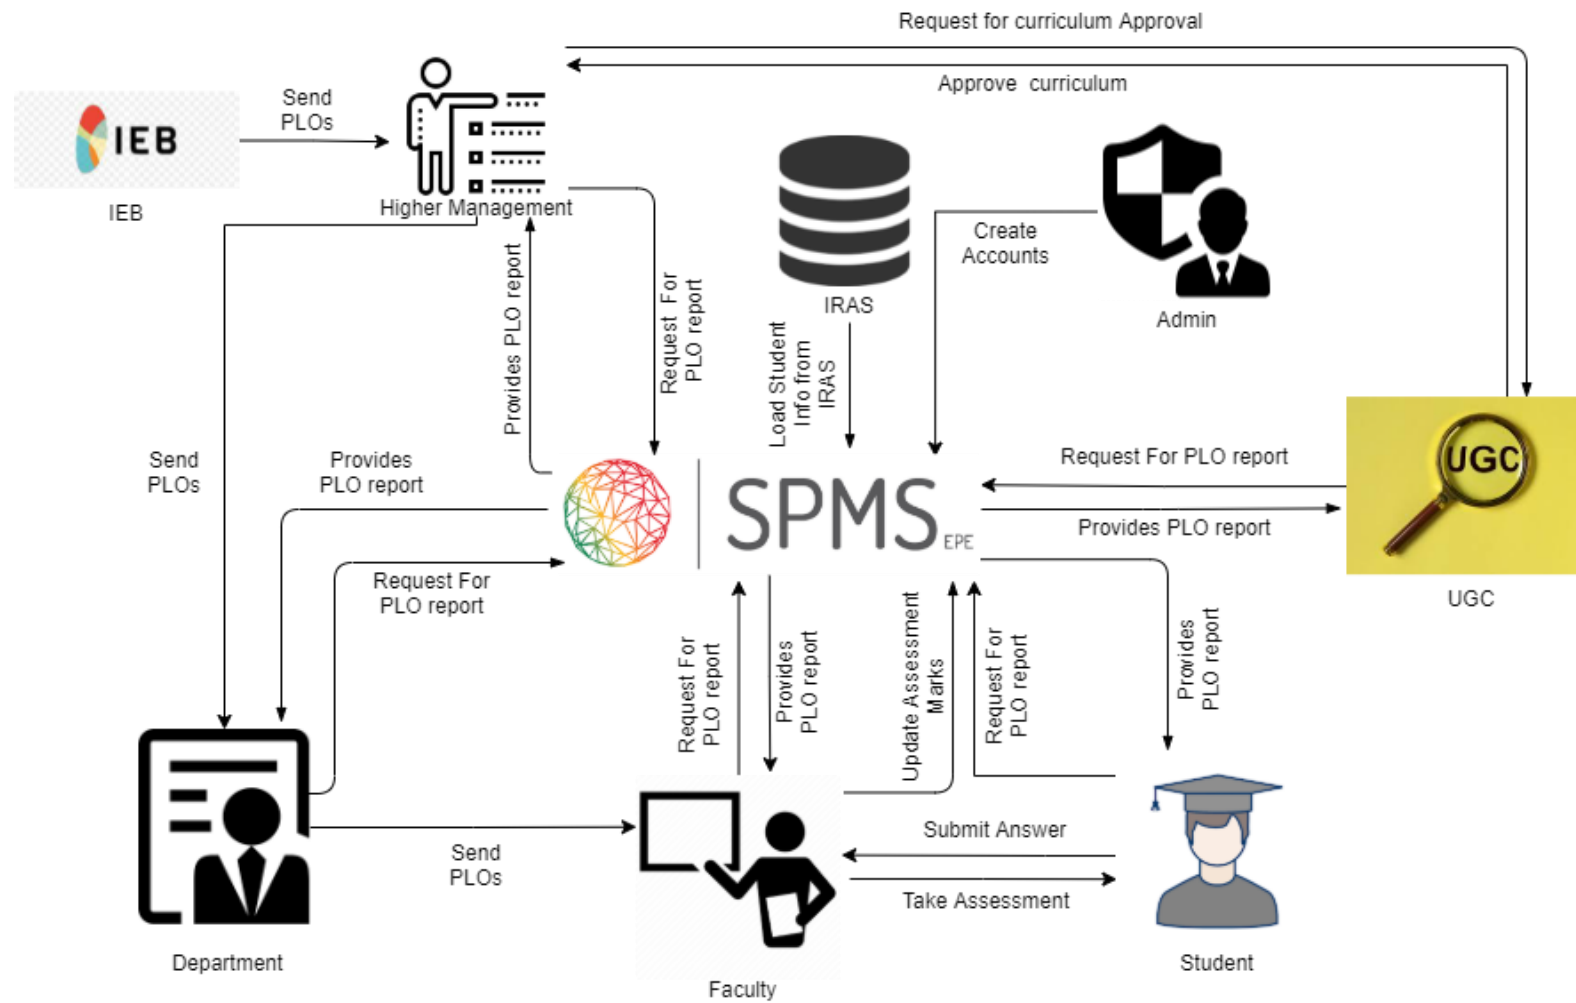 Request for curriculum Approval
Approve curriculum
Send
PLOs
IEB
IEB
Higher Management
Create
Accounts
IRAS
Admin
Provides PLO report
Request For
PLO report
Load Student
Info from
IRAS
Send
PLOs
Provides
PLO report
Request For PLO report
UGC
SPMS
EPE
Provides PLO report
Request For
PLO report
UGC
Request For
PLO report
Provides
PLO report
Update Assessment
Marks
Request For
PLO report
Provides
PLO report
Submit Answer
Send
PLOs
Take Assessment
Department
Faculty
Student